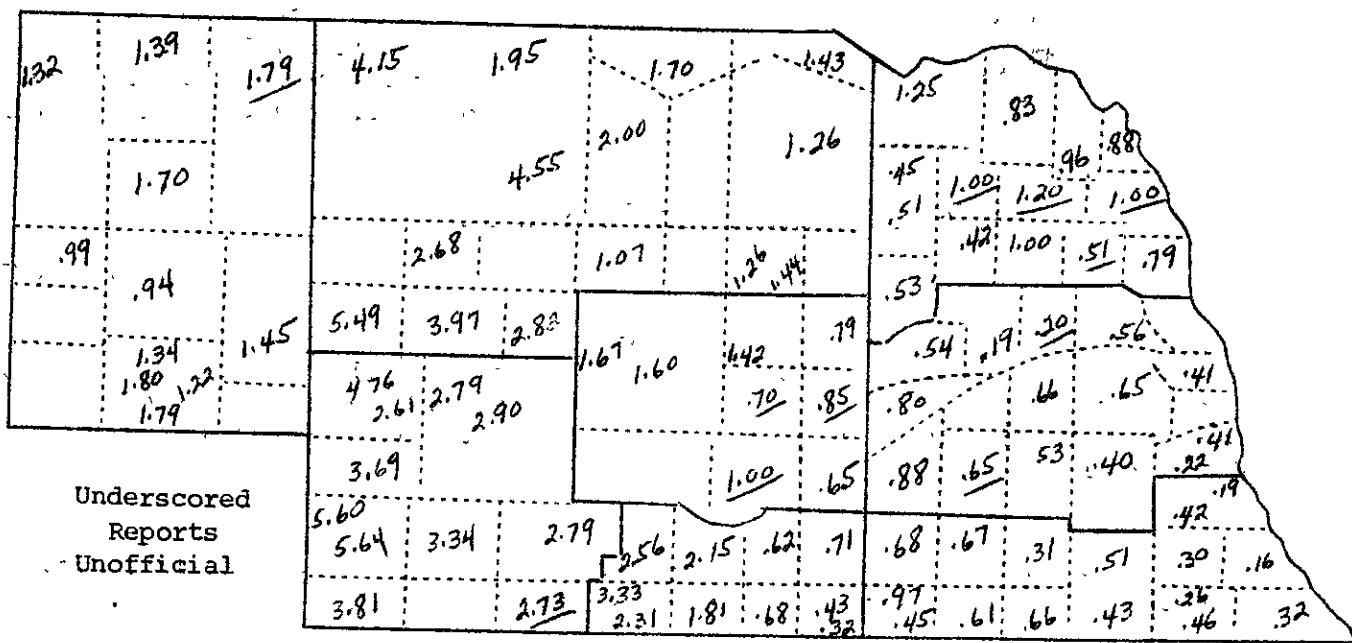 1.32 1.39 1.79 4.15 1.95 1.70 1.43
1.25 .83 .96 .88
1.70 4.55 2.00 1.26
.45 1.00 1.20 1.00
.51
.99 2.68 1.07 1.26 1.44 .42 1.00 .51 .79
.94 .53
5.49 3.97 2.82 .79
1.34 1.45 1.67 1.60 1.42 .54 .19 .20 .56
1.80 1.22 4.76 2.79 .41
1.79 2.61 2.90 .70 .85 .80 .66 .65
3.69 1.00 .65 .88 .65 53 .40 .41
.22
Underscored
Reports
Unofficial
.19
5.60 .42
5.64 3.34 2.79 2.56 2.15 .62 .71 .68 .67 .31 .51 .30 .16
3.33 .97 .26
3.81 2.73 2.31 1.81 .68 .43 .45 .61 .66 .43 .46 .32
.32